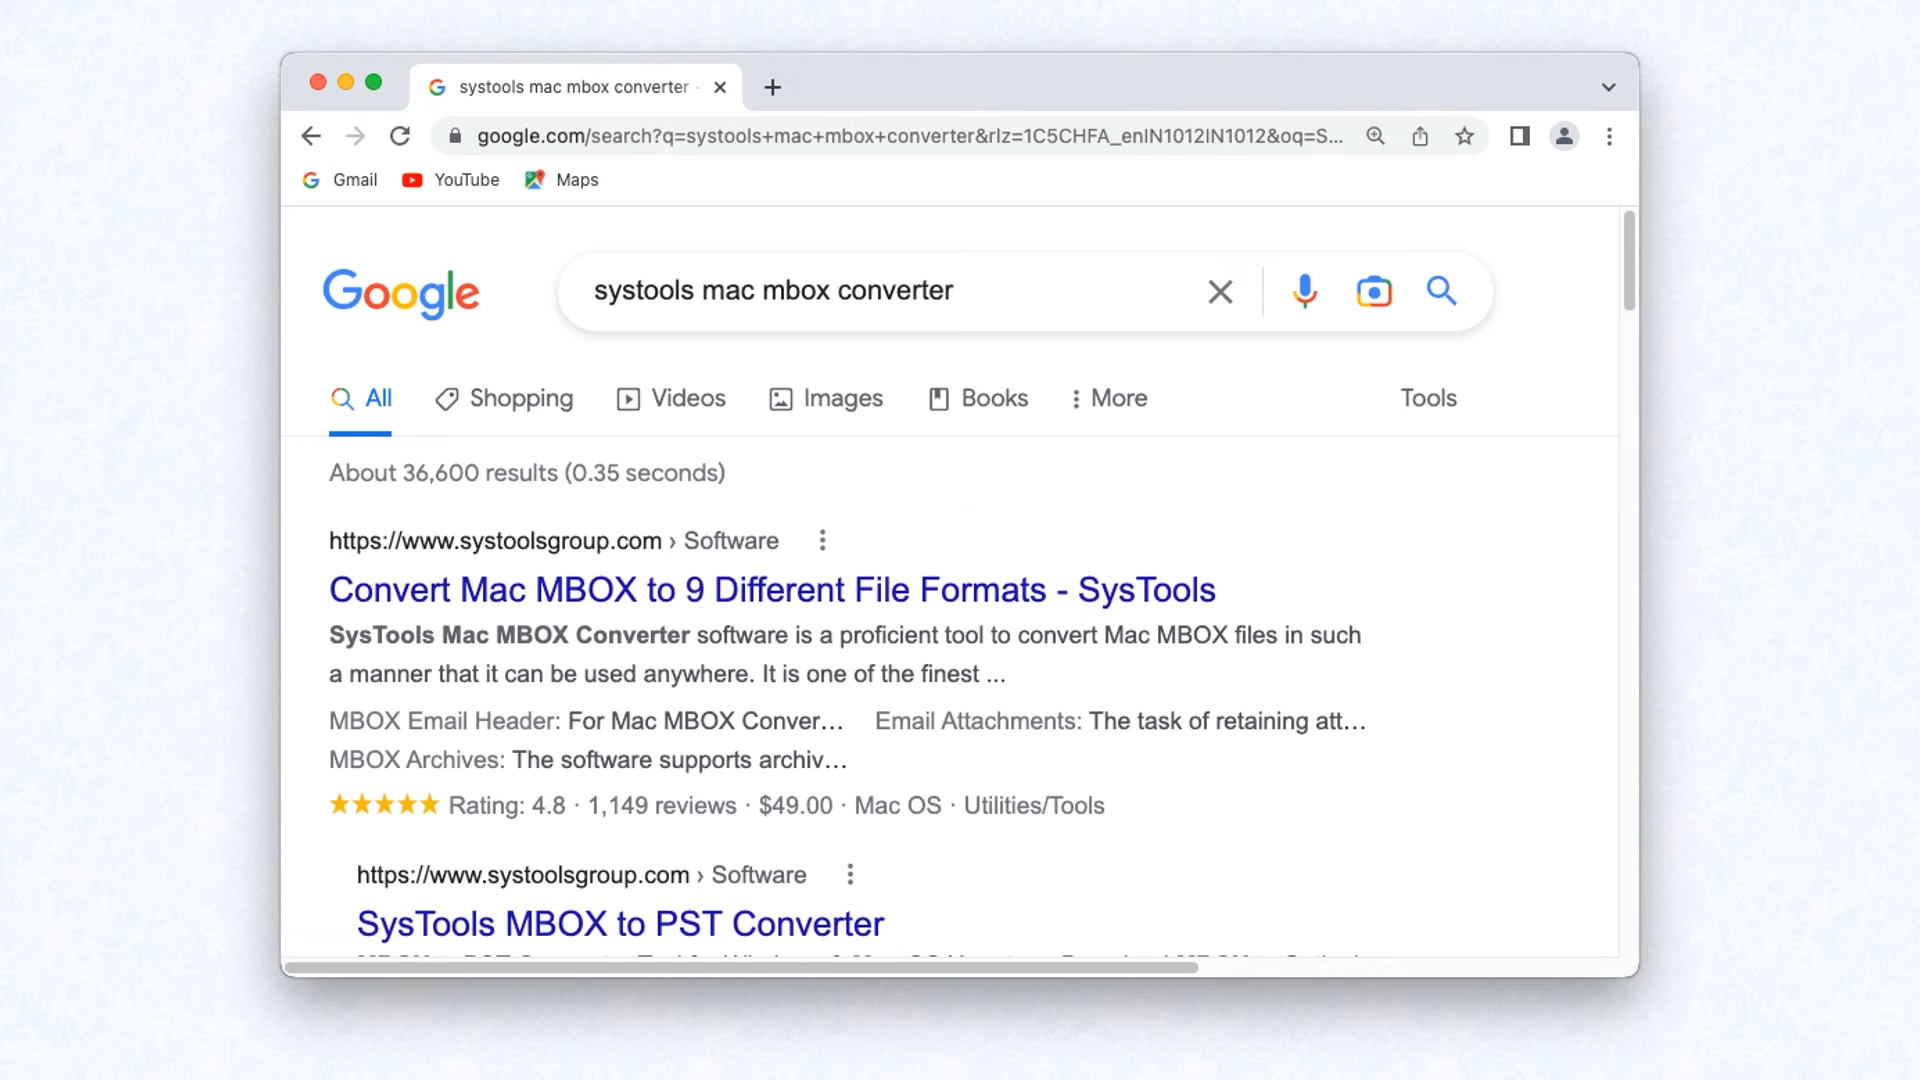 systools mac mbox converter -
google.com/search?q=systools+mac+mbox+converter&rlz=1C5CHFA_enIN1012IN1012&oq=S...
Gmail YouTube Maps
Google systools mac mbox converter
All Shopping Videos Images Books More Tools
About 36,600 results (0.35 seconds)
https://www.systoolsgroup.com › Software
Convert Mac MBOX to 9 Different File Formats - SysTools
SysTools Mac MBOX Converter software is a proficient tool to convert Mac MBOX files in such
a manner that it can be used anywhere. It is one of the finest ...
MBOX Email Header: For Mac MBOX Conver... Email Attachments: The task of retaining att...
MBOX Archives: The software supports archiv...
Rating: 4.8 · 1,149 reviews · $49.00 · Mac OS · Utilities/Tools
https://www.systoolsgroup.com › Software
SysTools MBOX to PST Converter